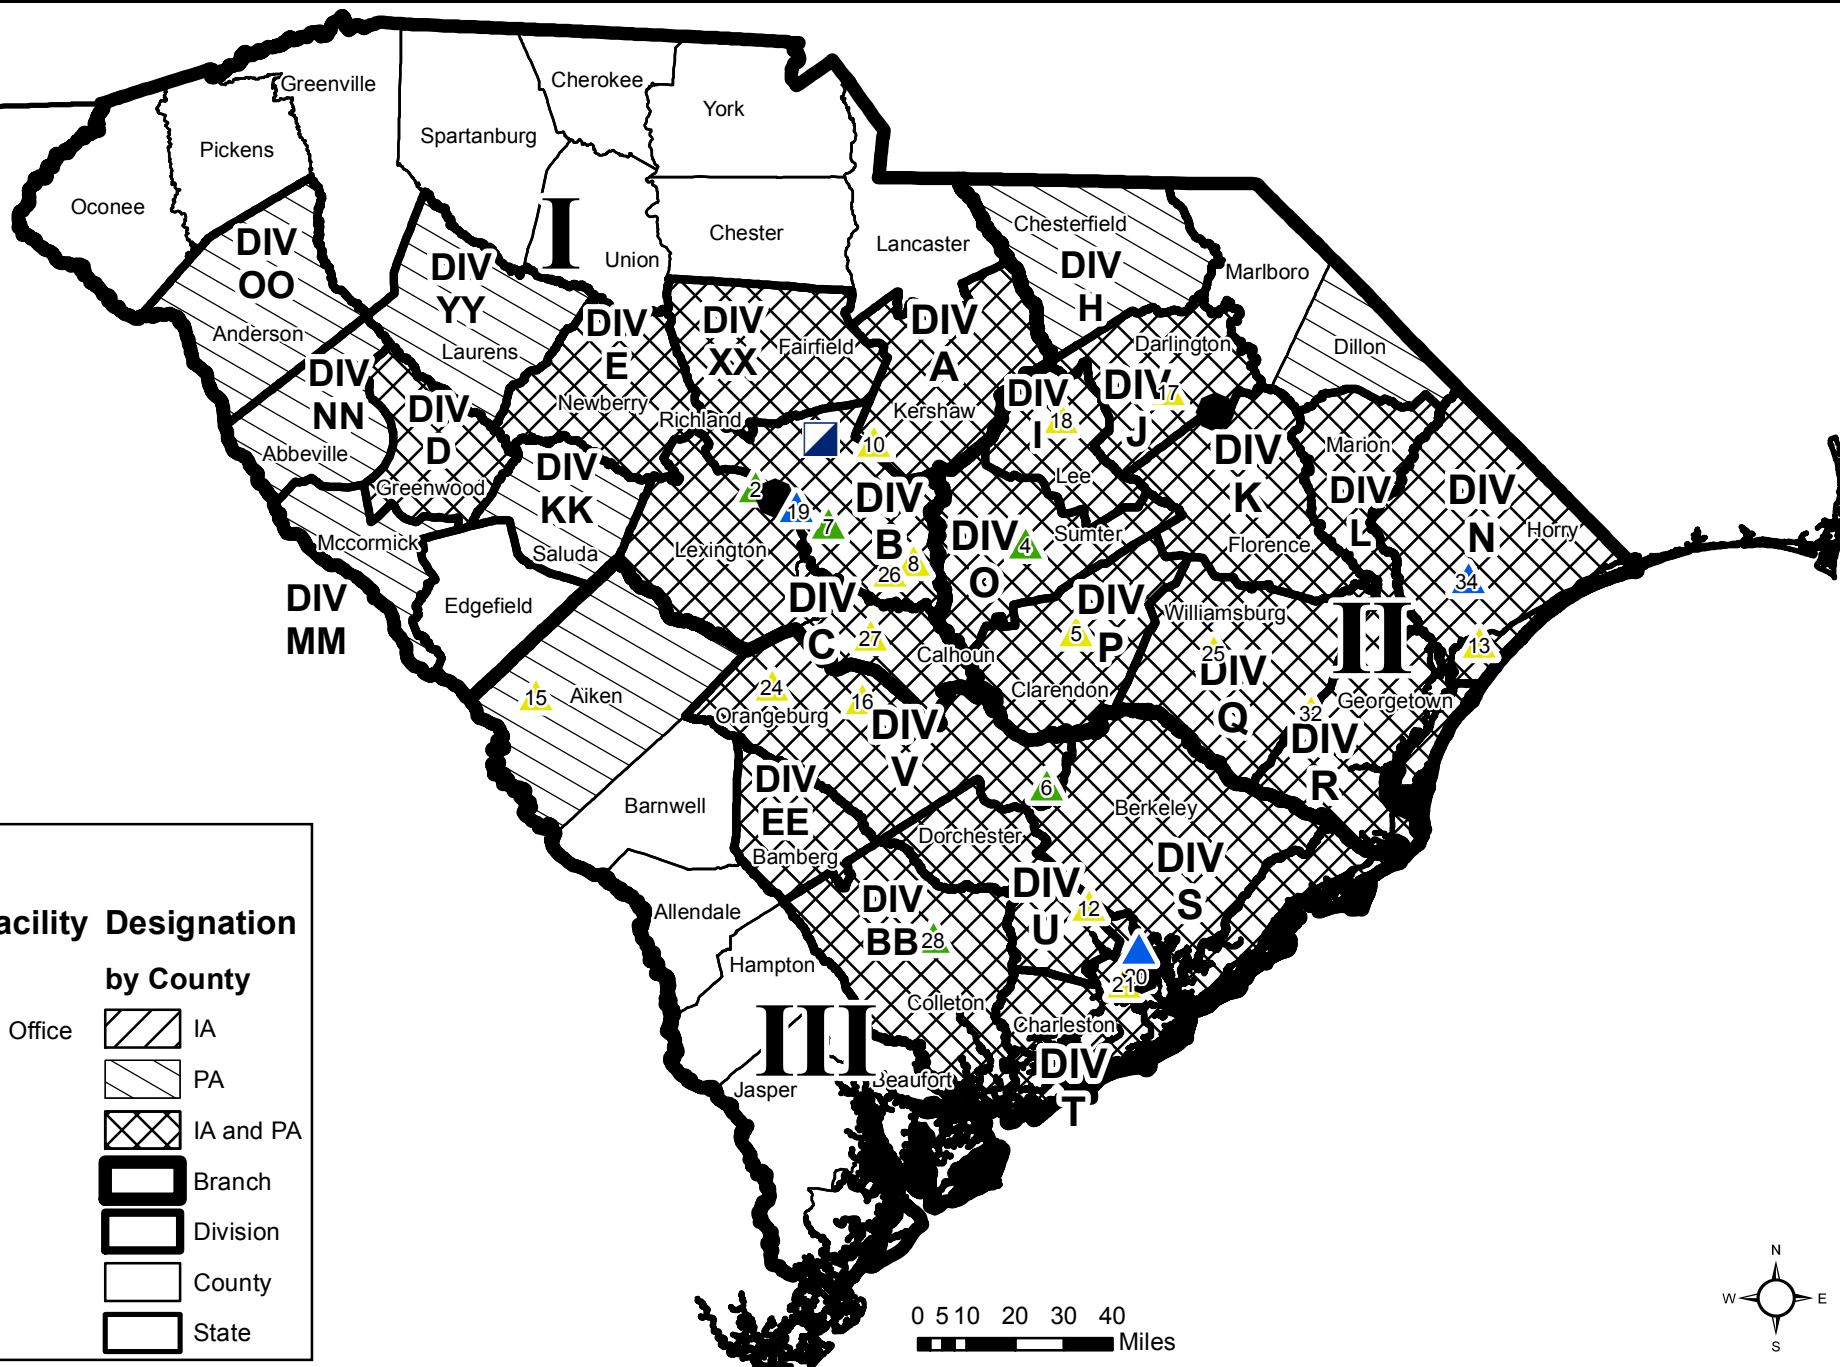 Greenville
Cherokee
York
Spartanburg
Pickens
Oconee
I
Union
Chester
Lancaster
Chesterfield
Marlboro
DIV
OO
DIV
YY
DIV
H
Anderson
Laurens
DIV
E
DIV
XX
Fairfield
DIV
A
Darlington
Dillon
DIV
NN
DIV
D
Newberry
Richland
Kershaw
DIV
I
18
DIV
J
17
Abbeville
Greenwood
DIV
KK
10
Lee
DIV
K
Marion
DIV
L
DIV
N
Horry
2
19
7
DIV
B
Mccormick
Saluda
Lexington
DIV
O
4
Sumter
Florence
34
26
8
DIV
MM
Edgefield
DIV
C
27
Calhoun
DIV
P
5
Williamsburg
25
II
13
15
Aiken
24
Orangeburg
16
Clarendon
DIV
Q
32
Georgetown
DIV
V
DIV
R
DIV
EE
6
Barnwell
Berkeley
Dorchester
Bamberg
DIV
S
Allendale
DIV
BB
28
DIV
U
12
Hampton
20
21
Colleton
Charleston
III
DIV
T
Jasper
Beaufort
acility Designation
by County
Office
IA
PA
IA and PA
Branch
Division
County
State
0 5 10 20 30 40
Miles
N
W E
S